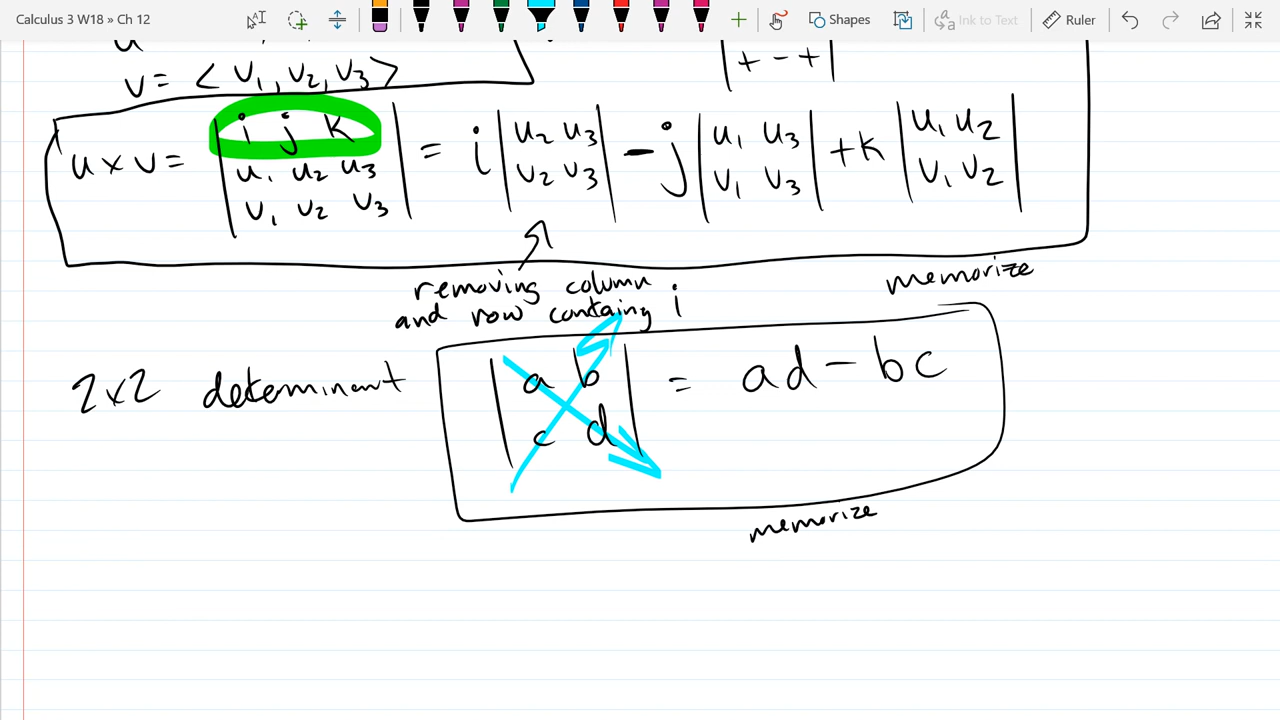 Calculus 3 W18 » Ch 12
Shapes
Ink to Text
Ruler
u
v = < v₁, v₂, v₃ >
| + - + |
u × v = | i j k | = i | u₂ u₃ | - j | u₁ u₃ | + k | u₁ u₂ |
| u₁ u₂ u₃ | | v₂ v₃ | | v₁ v₃ | | v₁ v₂ |
| v₁ v₂ v₃ |
removing column
and row containg i
memorize
2x2 determinant | a b | = ad - bc
| c d |
memorize